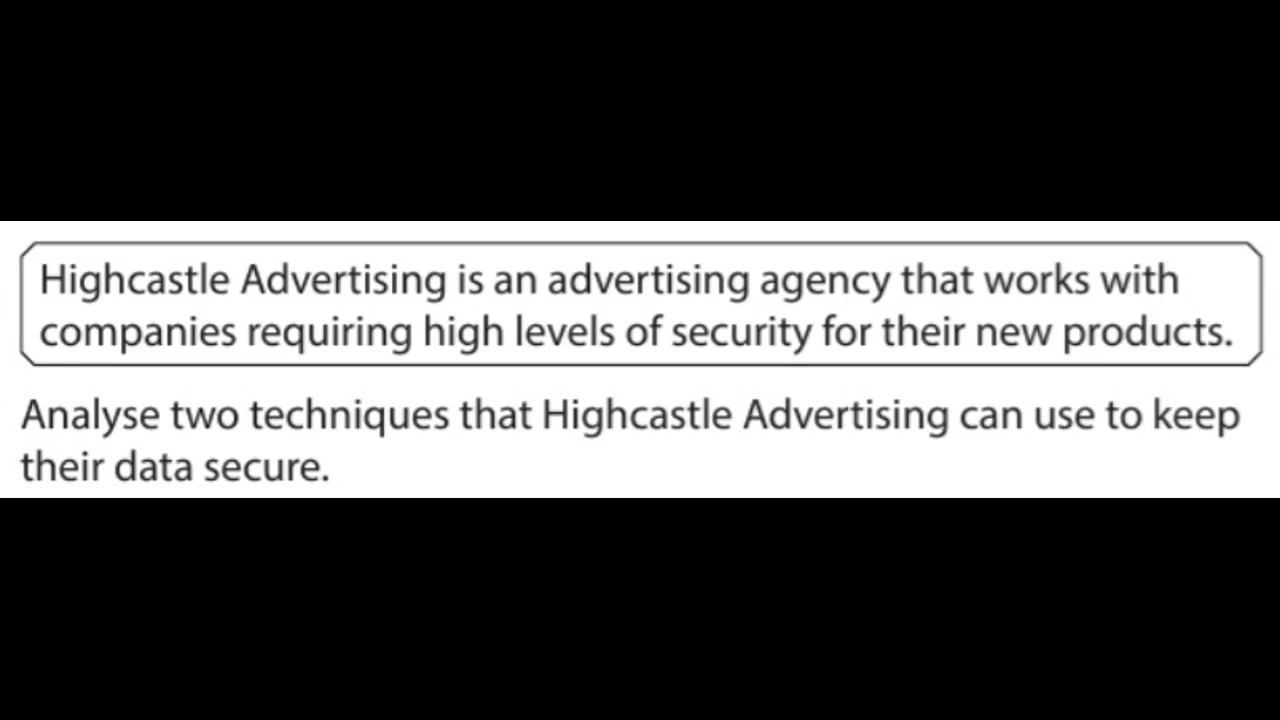 Highcastle Advertising is an advertising agency that works with
companies requiring high levels of security for their new products.
Analyse two techniques that Highcastle Advertising can use to keep
their data secure.